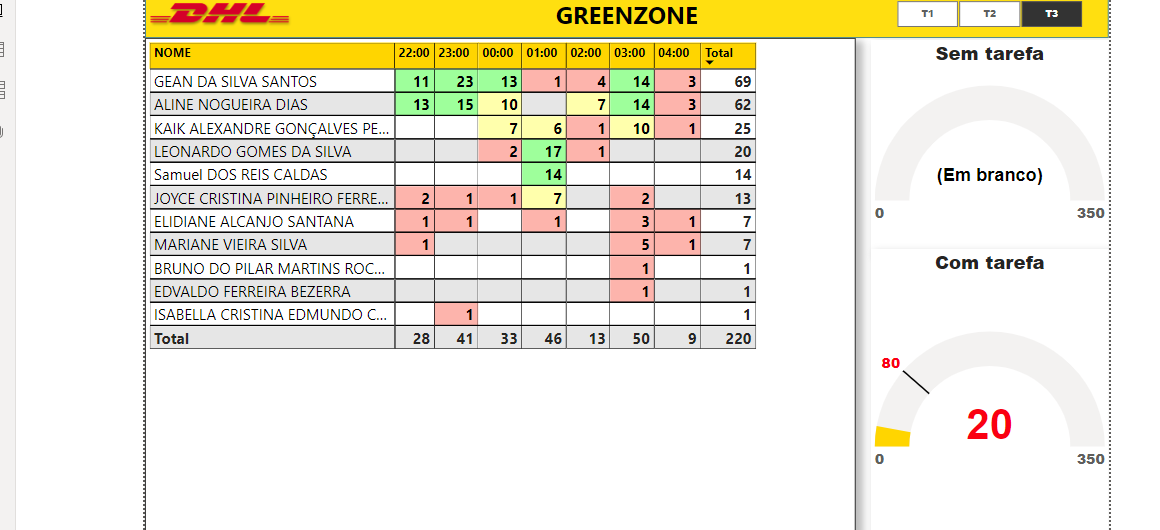 DHL
GREENZONE
T1 T2 T3
NOME 22:00 23:00 00:00 01:00 02:00 03:00 04:00 Total
GEAN DA SILVA SANTOS 11 23 13 1 4 14 3 69
ALINE NOGUEIRA DIAS 13 15 10 7 14 3 62
KAIK ALEXANDRE GONÇALVES PE... 7 6 1 10 1 25
LEONARDO GOMES DA SILVA 2 17 1 20
Samuel DOS REIS CALDAS 14 14
JOYCE CRISTINA PINHEIRO FERRE... 2 1 1 7 2 13
ELIDIANE ALCANJO SANTANA 1 1 1 3 1 7
MARIANE VIEIRA SILVA 1 5 1 7
BRUNO DO PILAR MARTINS ROC... 1 1
EDVALDO FERREIRA BEZERRA 1 1
ISABELLA CRISTINA EDMUNDO C... 1 1
Total 28 41 33 46 13 50 9 220
Sem tarefa
(Em branco)
0 350
Com tarefa
80
20
0 350